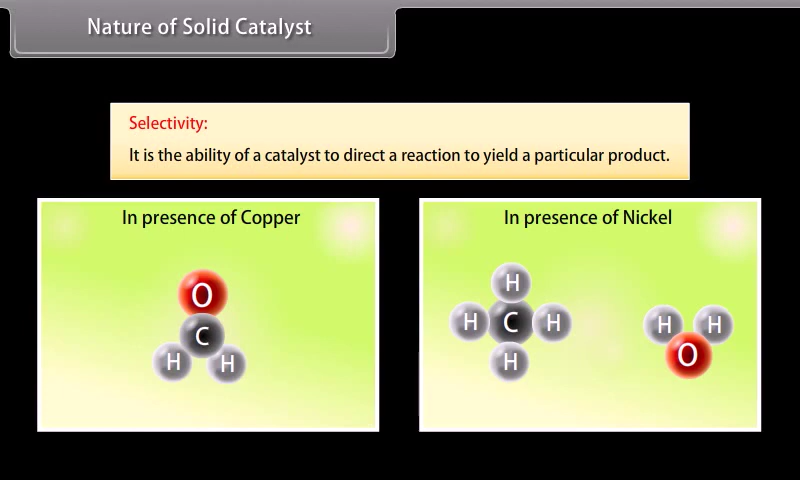 Nature of Solid Catalyst
Selectivity:
It is the ability of a catalyst to direct a reaction to yield a particular product.
In presence of Copper
O
C
H H
In presence of Nickel
H
H C H
H
H H
O